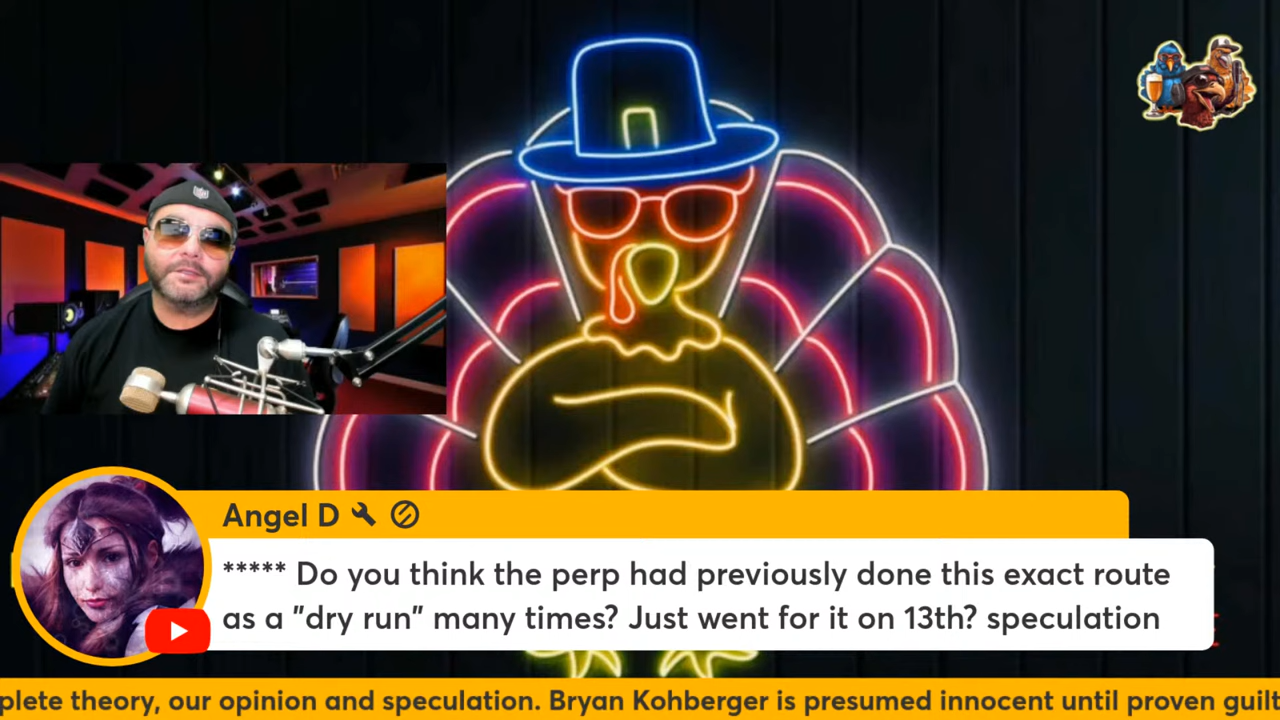 Angel D
***** Do you think the perp had previously done this exact route
as a "dry run" many times? Just went for it on 13th? speculation
plete theory, our opinion and speculation. Bryan Kohberger is presumed innocent until proven guilt